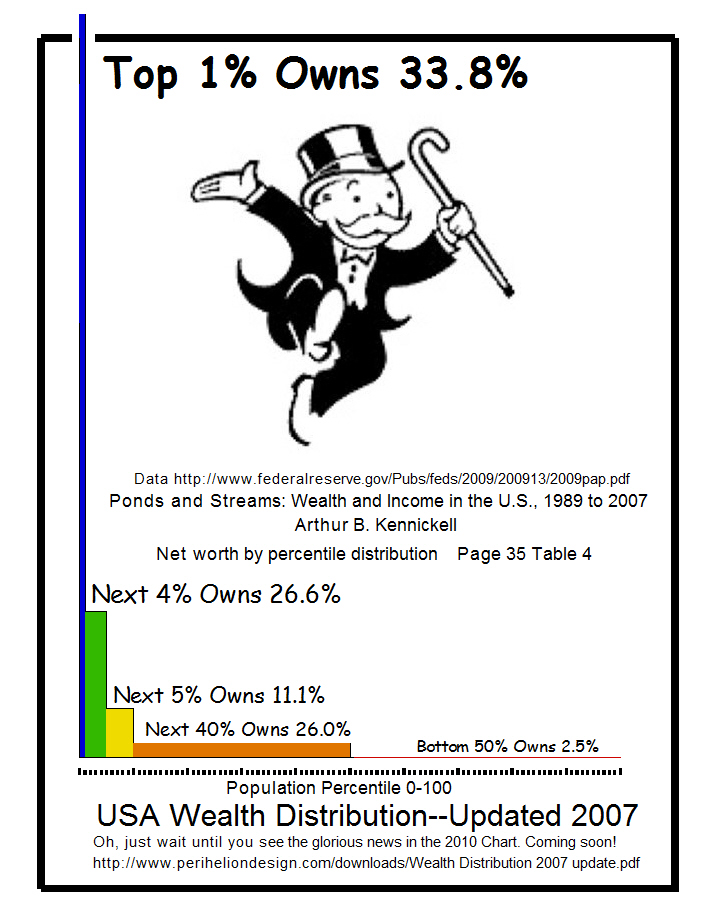 Top 1% Owns 33.8%
Data http://www.federalreserve.gov/Pubs/feds/2009/200913/2009pap.pdf
Ponds and Streams: Wealth and Income in the U.S., 1989 to 2007
Arthur B. Kennickell
Net worth by percentile distribution Page 35 Table 4
Next 4% Owns 26.6%
Next 5% Owns 11.1%
Next 40% Owns 26.0%
Bottom 50% Owns 2.5%
Population Percentile 0-100
USA Wealth Distribution--Updated 2007
Oh, just wait until you see the glorious news in the 2010 Chart. Coming soon!
http://www.periheliondesign.com/downloads/Wealth Distribution 2007 update.pdf